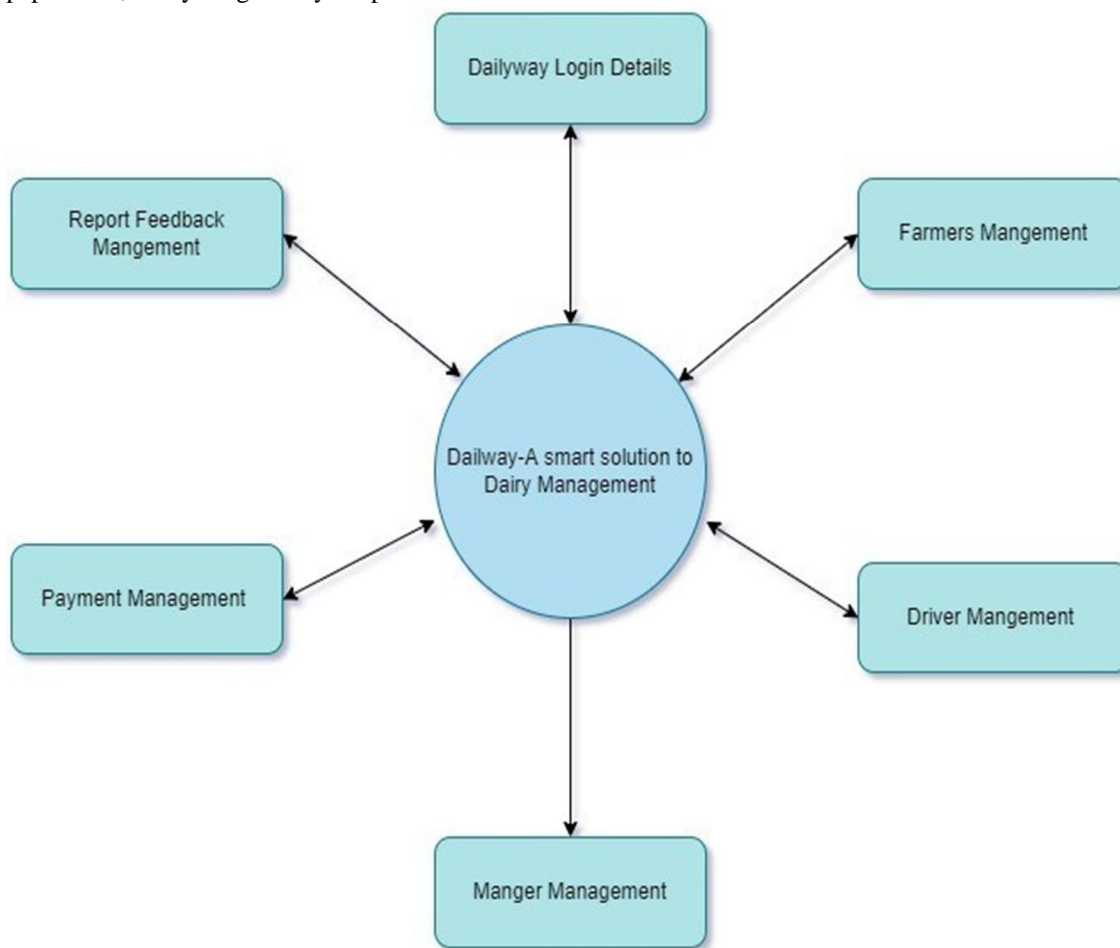 Dailyway Login Details
Report Feedback
Mangement
Farmers Mangement
Dailway-A smart solution to
Dairy Management
Payment Management
Driver Mangement
Manger Management